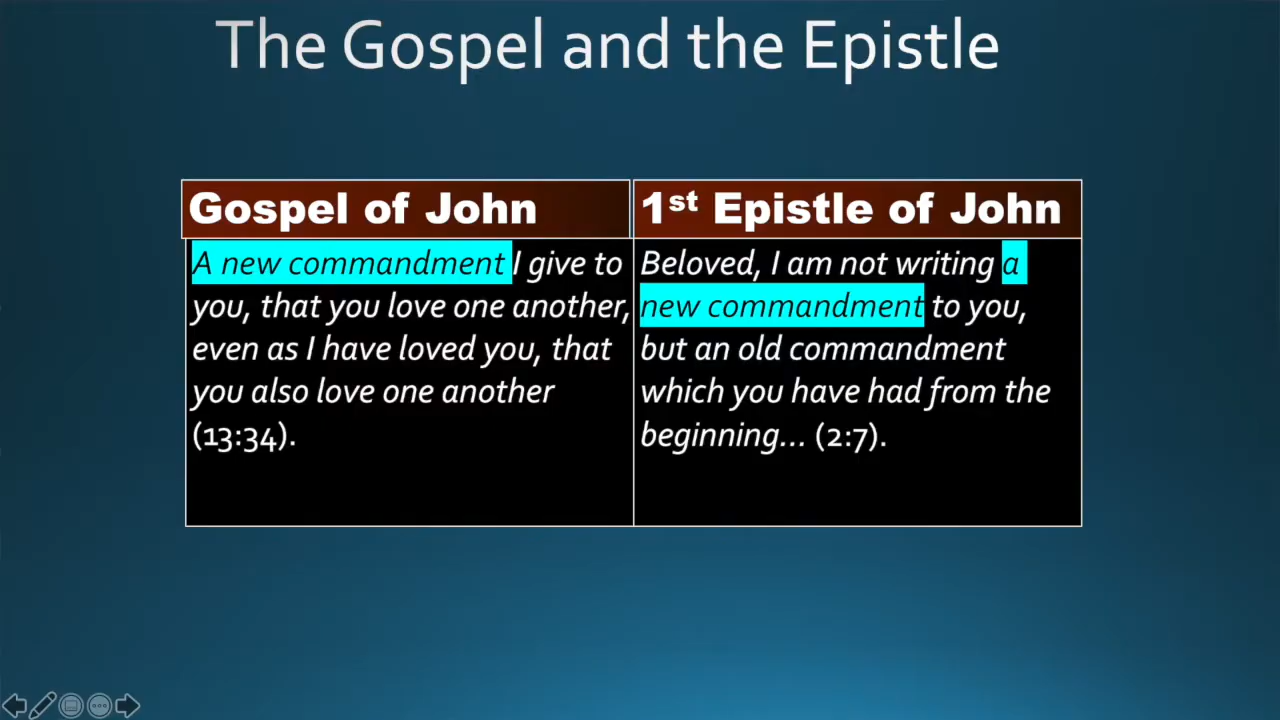 The Gospel and the Epistle
Gospel of John
A new commandment I give to
you, that you love one another,
even as I have loved you, that
you also love one another
(13:34).
1st Epistle of John
Beloved, I am not writing a
new commandment to you,
but an old commandment
which you have had from the
beginning... (2:7).